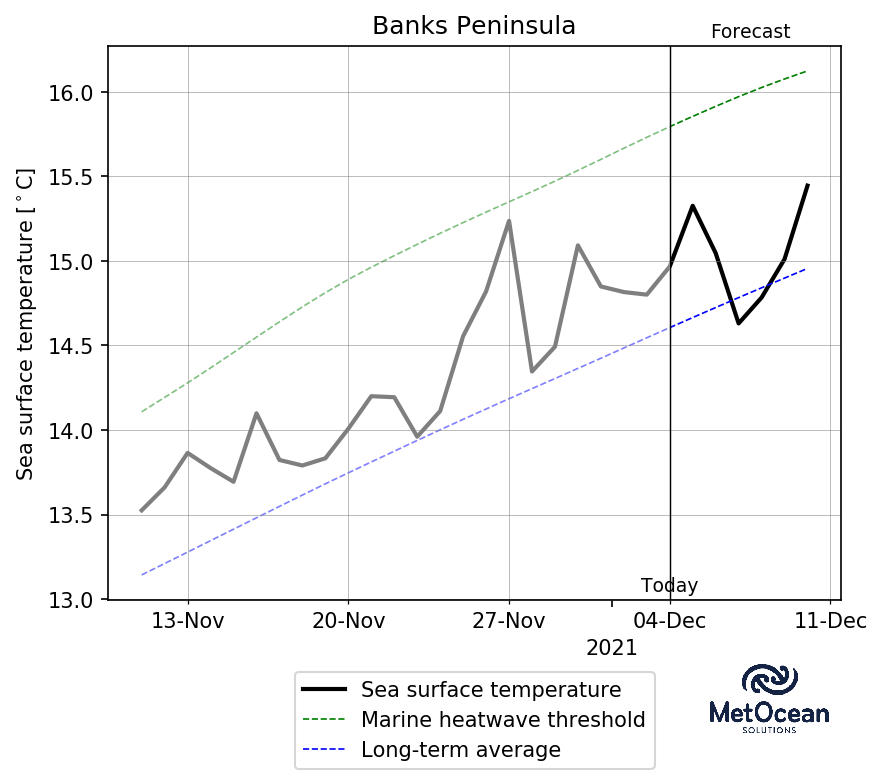 Banks Peninsula
Forecast
Sea surface temperature [°C]
16.0
15.5
15.0
14.5
14.0
13.5
13.0
Today
13-Nov 20-Nov 27-Nov 04-Dec 11-Dec
2021
Sea surface temperature
Marine heatwave threshold
Long-term average
MetOcean
SOLUTIONS